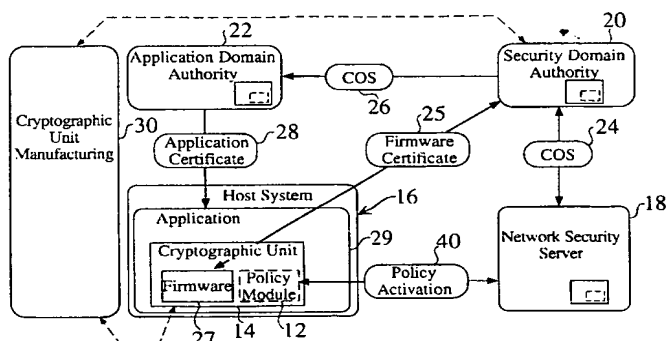 22
20
Application Domain
Authority
Security Domain
Authority
COS
26
25
24
Cryptographic
Unit
Manufacturing
30
28
Application
Certificate
Firmware
Certificate
COS
Host System
16
18
Application
29
40
Network Security
Server
Cryptographic Unit
Firmware
Policy
Module
Policy
Activation
27
14
12